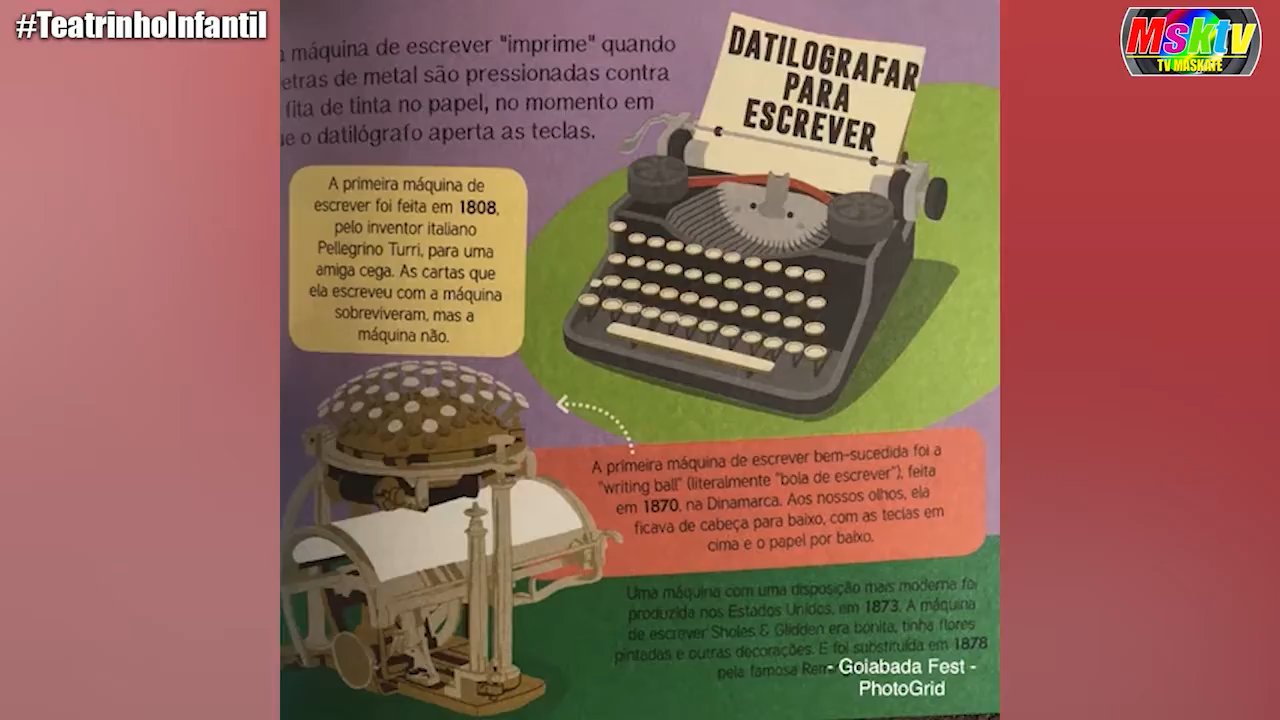 #TeatrinhoInfantil
MsKtv
TV MASKATE
máquina de escrever "imprime" quando
etras de metal são pressionadas contra
fita de tinta no papel, no momento em
e o datilógrafo aperta as teclas.
DATILOGRAFAR
PARA
ESCREVER
A primeira máquina de
escrever foi feita em 1808,
pelo inventor italiano
Pellegrino Turri, para uma
amiga cega. As cartas que
ela escreveu com a máquina
sobreviveram, mas a
máquina não.
A primeira máquina de escrever bem-sucedida foi a
"writing ball" (literalmente "bola de escrever"), feita
em 1870, na Dinamarca. Aos nossos olhos, ela
ficava de cabeça para baixo, com as teclas em
cima e o papel por baixo.
Uma máquina com uma disposição mais moderna foi
produzida nos Estados Unidos, em 1873. A máquina
de escrever Sholes & Glidden era bonita, tinha flores
pintadas e outras decorações. E foi substituída em 1878
pela famosa
- Goiabada Fest -
PhotoGrid